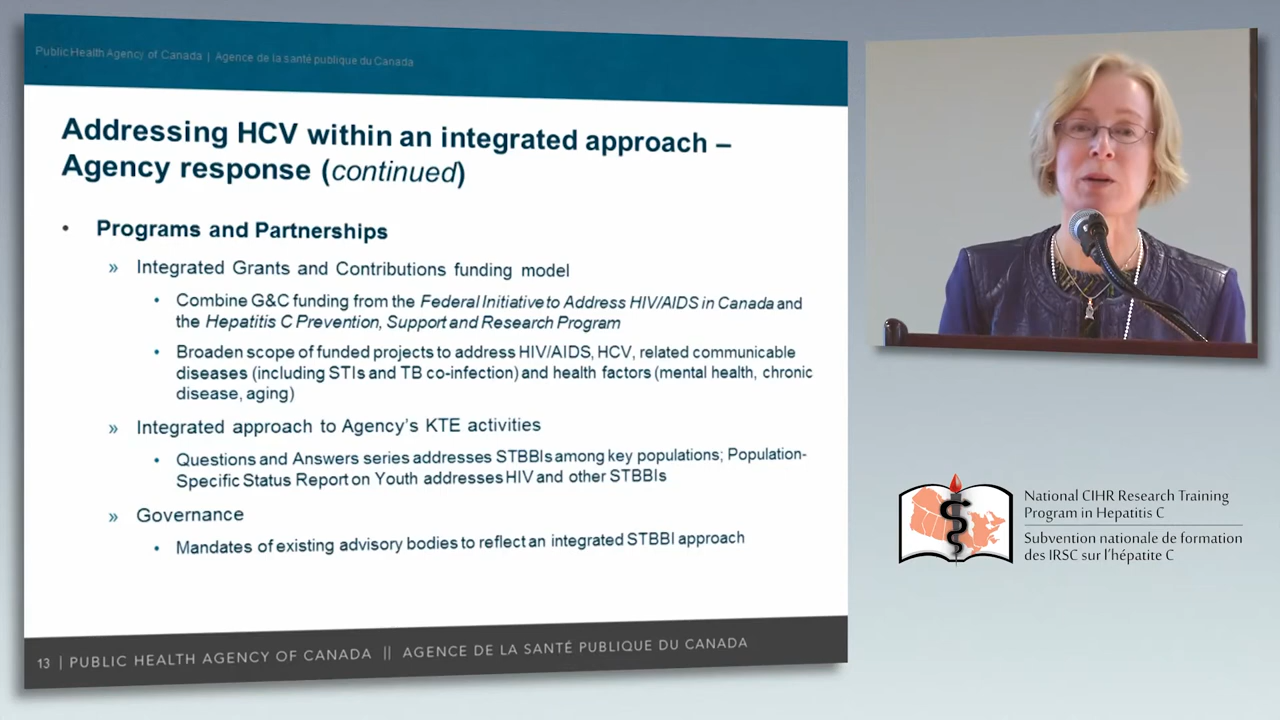 Public Health Agency of Canada | Agence de la santé publique du Canada
Addressing HCV within an integrated approach –
Agency response (continued)
• Programs and Partnerships
» Integrated Grants and Contributions funding model
• Combine G&C funding from the Federal Initiative to Address HIV/AIDS in Canada and
the Hepatitis C Prevention, Support and Research Program
• Broaden scope of funded projects to address HIV/AIDS, HCV, related communicable
diseases (including STIs and TB co-infection) and health factors (mental health, chronic
disease, aging)
» Integrated approach to Agency's KTE activities
• Questions and Answers series addresses STBBIs among key populations; Population-
Specific Status Report on Youth addresses HIV and other STBBIs
» Governance
• Mandates of existing advisory bodies to reflect an integrated STBBI approach
13 | PUBLIC HEALTH AGENCY OF CANADA || AGENCE DE LA SANTÉ PUBLIQUE DU CANADA
National CIHR Research Training
Program in Hepatitis C
Subvention nationale de formation
des IRSC sur l'hépatite C